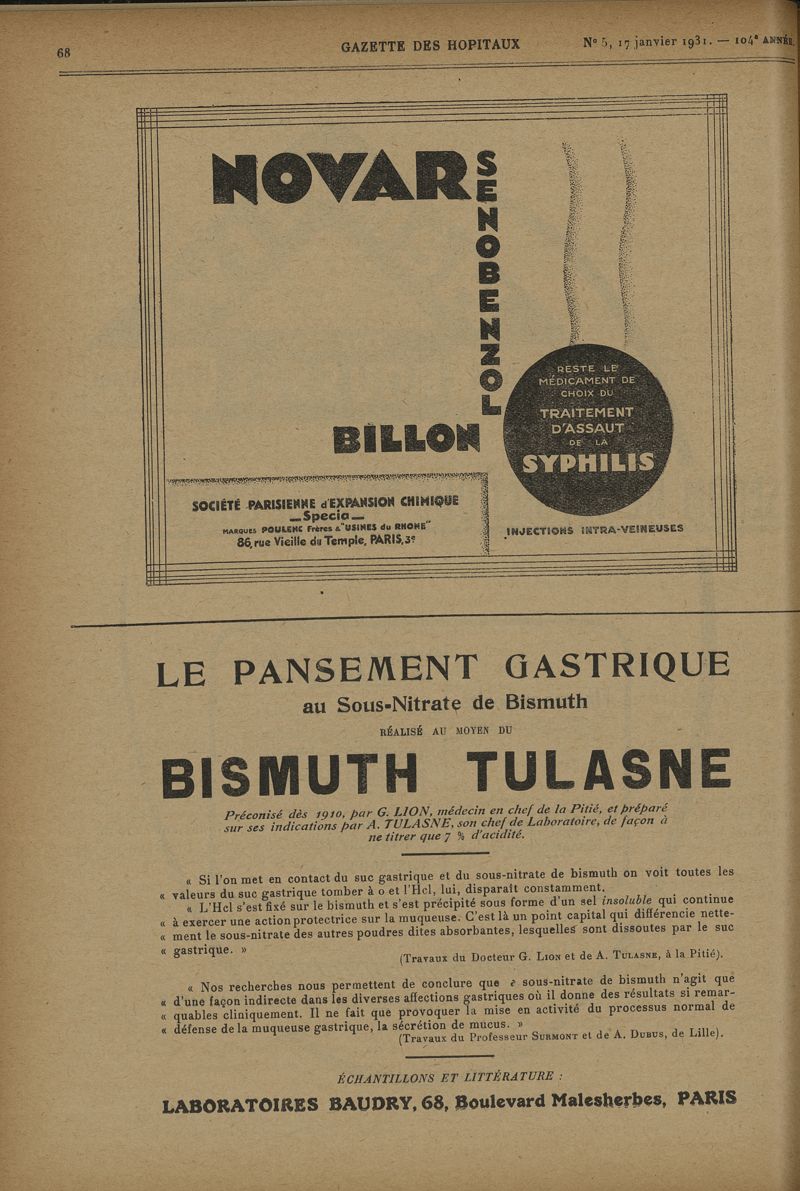 68
GAZETTE DES HOPITAUX
N° 5, 17 janvier 1931. — 104e ANNÉE.
NOVARSENOBENZOL
BILLON
RESTE LE
MÉDICAMENT DE
CHOIX DU
TRAITEMENT
D'ASSAUT
DE LA
SYPHILIS
SOCIÉTÉ PARISIENNE d'EXPANSION CHIMIQUE
— Specia —
MARQUES POULENC Frères & "USINES du RHONE"
86, rue Vieille du Temple, PARIS, 3e
INJECTIONS INTRA-VEINEUSES
LE PANSEMENT GASTRIQUE
au Sous-Nitrate de Bismuth
RÉALISÉ AU MOYEN DU
BISMUTH TULASNE
Préconisé dès 1910, par G. LION, médecin en chef de la Pitié, et préparé
sur ses indications par A. TULASNE, son chef de Laboratoire, de façon à
ne titrer que 7 % d'acidité.
« Si l'on met en contact du suc gastrique et du sous-nitrate de bismuth on voit toutes les
« valeurs du suc gastrique tomber à 0 et l'Hcl, lui, disparaît constamment.
« L'Hcl s'est fixé sur le bismuth et s'est précipité sous forme d'un sel insoluble qui continue
« à exercer une action protectrice sur la muqueuse. C'est là un point capital qui différencie nette-
« ment le sous-nitrate des autres poudres dites absorbantes, lesquelles sont dissoutes par le suc
« gastrique. »
(Travaux du Docteur G. LION et de A. TULASNE, à la Pitié).
« Nos recherches nous permettent de conclure que e sous-nitrate de bismuth n'agit que
« d'une façon indirecte dans les diverses affections gastriques où il donne des résultats si remar-
« quables cliniquement. Il ne fait que provoquer la mise en activité du processus normal de
« défense de la muqueuse gastrique, la sécrétion de mucus. »
(Travaux du Professeur SURMONT et de A. DUBUS, de Lille).
ÉCHANTILLONS ET LITTÉRATURE :
LABORATOIRES BAUDRY, 68, Boulevard Malesherbes, PARIS